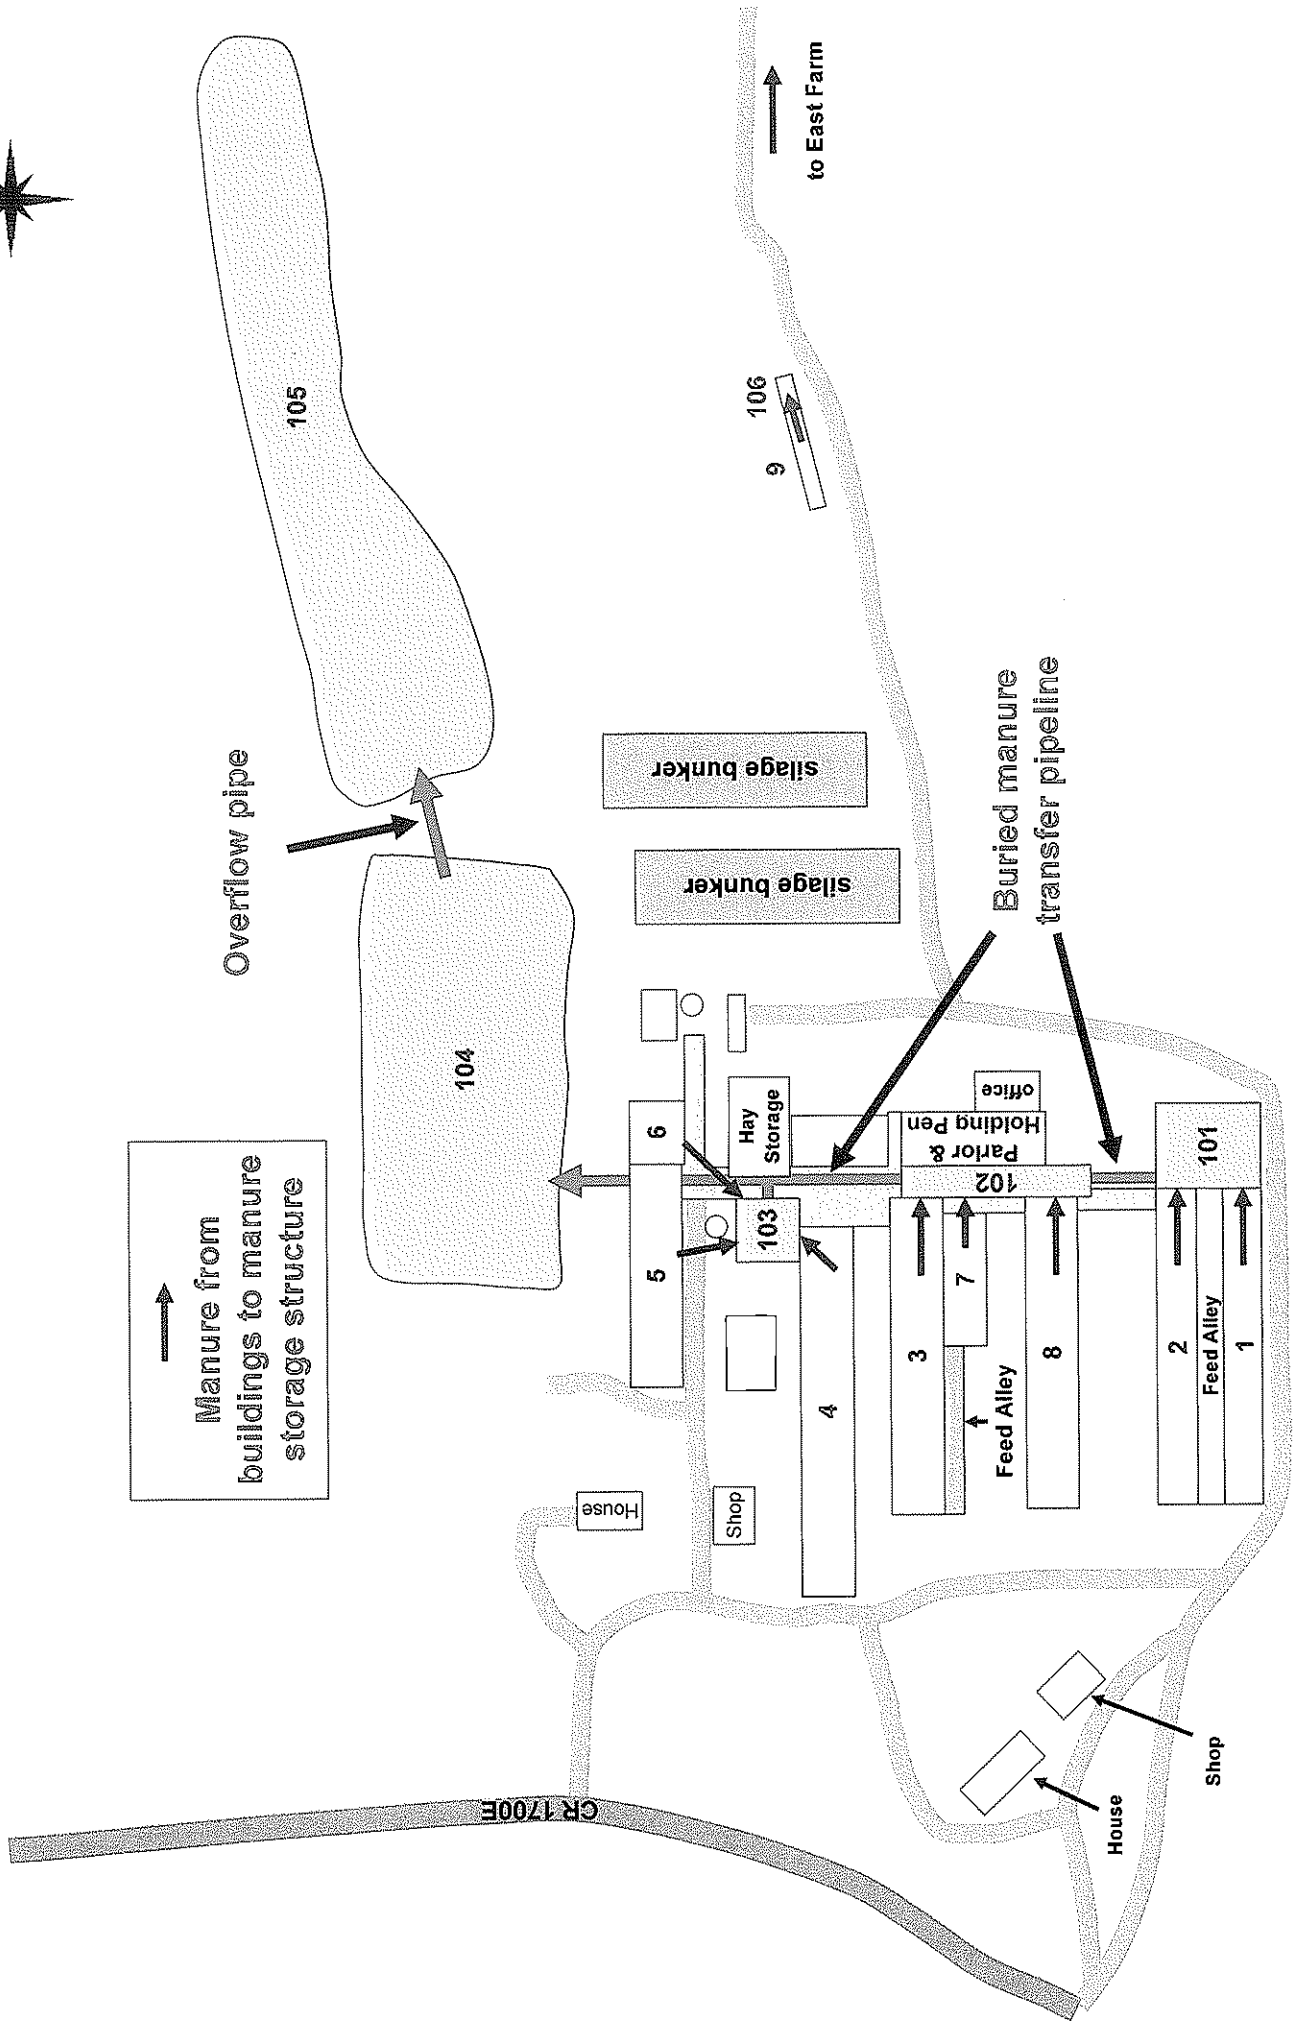 Manure from
buildings to manure
storage structure
Overflow pipe
105
104
to East Farm
106
9
silage bunker
silage bunker
Buried manure
transfer pipeline
House
Shop
5
6
103
Hay
Storage
4
3
7
Feed Alley
8
102
Parlor &
Holding Pen
office
2
Feed Alley
1
101
CR 1700E
House
Shop